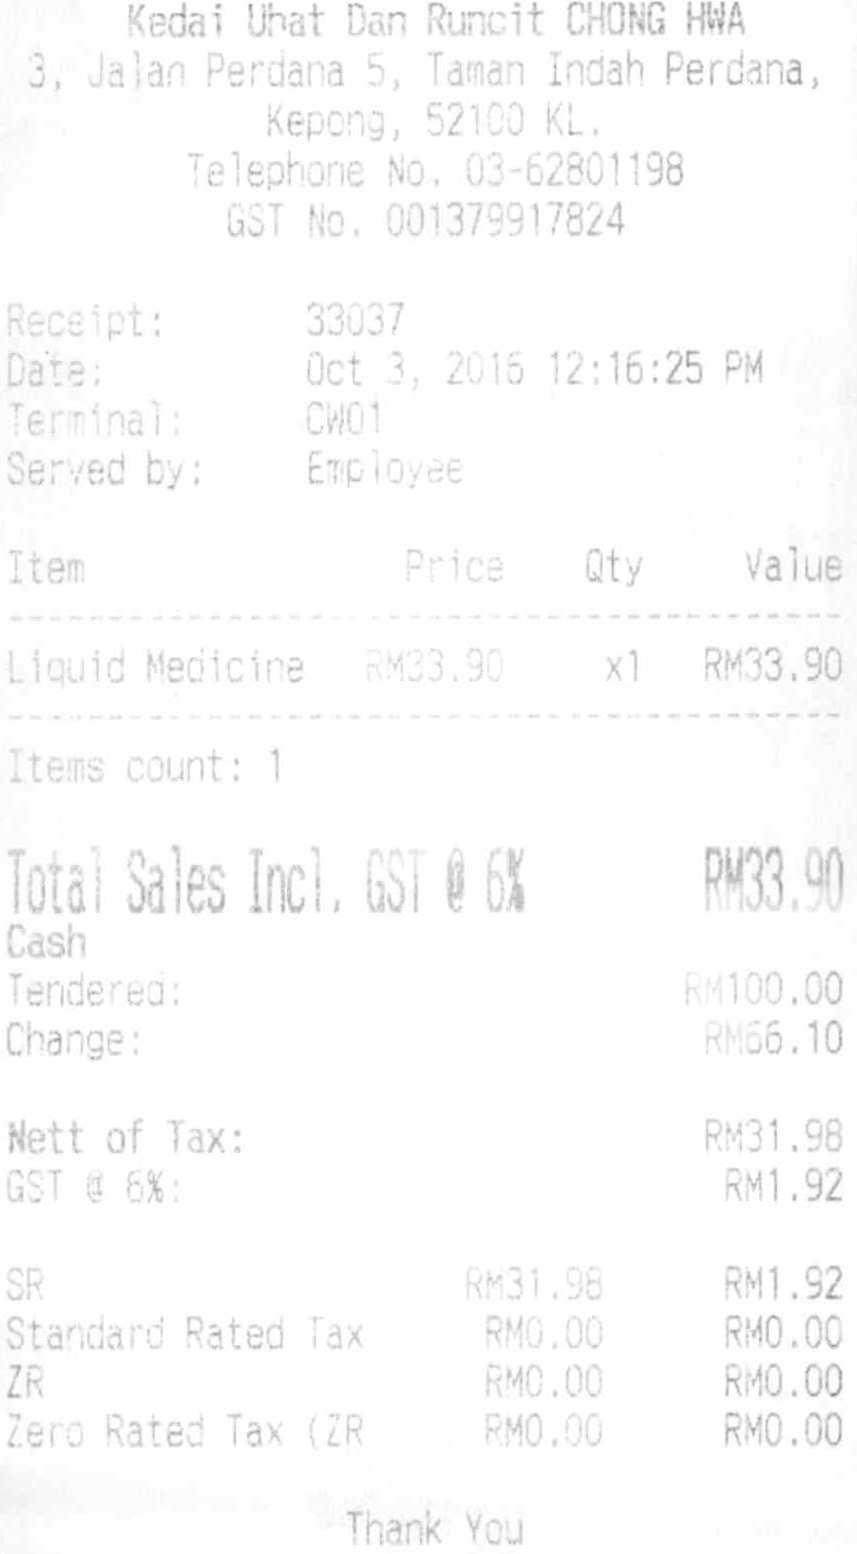 Kedai Ubat Dan Runcit CHONG HWA
3, Jalan Perdana 5, Taman Indah Perdana,
Kepong, 52100 KL.
Telephone No. 03-62801198
GST No. 001379917824
Receipt: 33037
Date: Oct 3, 2016 12:16:25 PM
Terminal: CW01
Served by: Employee
Item Price Qty Value
Liquid Medicine RM33.90 x1 RM33.90
Items count: 1
Total Sales Incl. GST @ 6% RM33.90
Cash
Tendered: RM100.00
Change: RM66.10
Nett of Tax: RM31.98
GST @ 6%: RM1.92
SR RM31.98 RM1.92
Standard Rated Tax RM0.00 RM0.00
ZR RM0.00 RM0.00
Zero Rated Tax (ZR RM0.00 RM0.00
Thank You